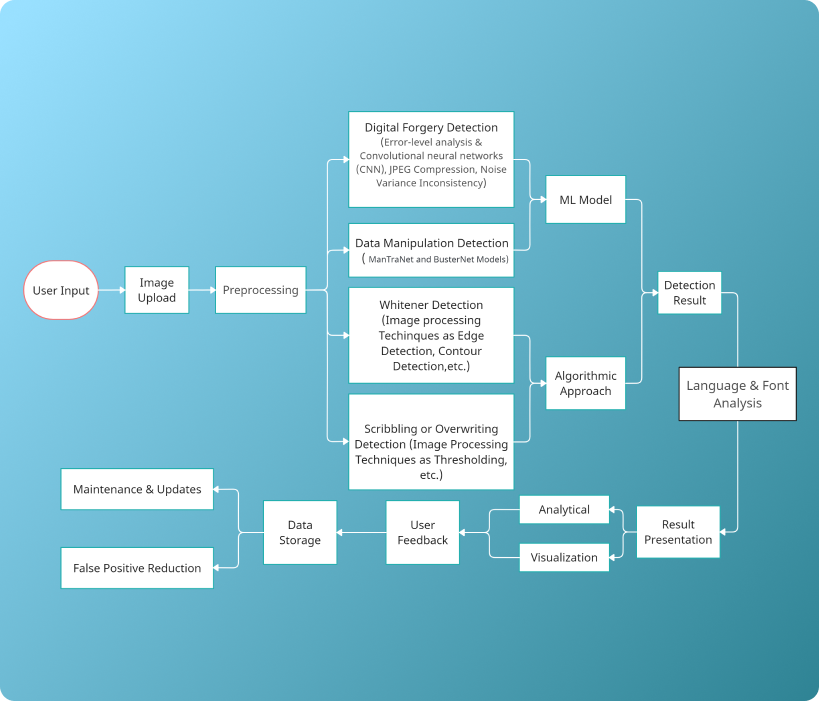 User Input
Image
Upload
Preprocessing
Digital Forgery Detection
(Error-level analysis &
Convolutional neural networks
(CNN), JPEG Compression, Noise
Variance Inconsistency)
Data Manipulation Detection
( ManTraNet and BusterNet Models)
Whitener Detection
(Image processing
Techinques as Edge
Detection, Contour
Detection,etc.)
Scribbling or Overwriting
Detection (Image Processing
Techniques as Thresholding,
etc.)
ML Model
Algorithmic
Approach
Detection
Result
Language & Font
Analysis
Result
Presentation
Analytical
Visualization
User
Feedback
Data
Storage
Maintenance & Updates
False Positive Reduction